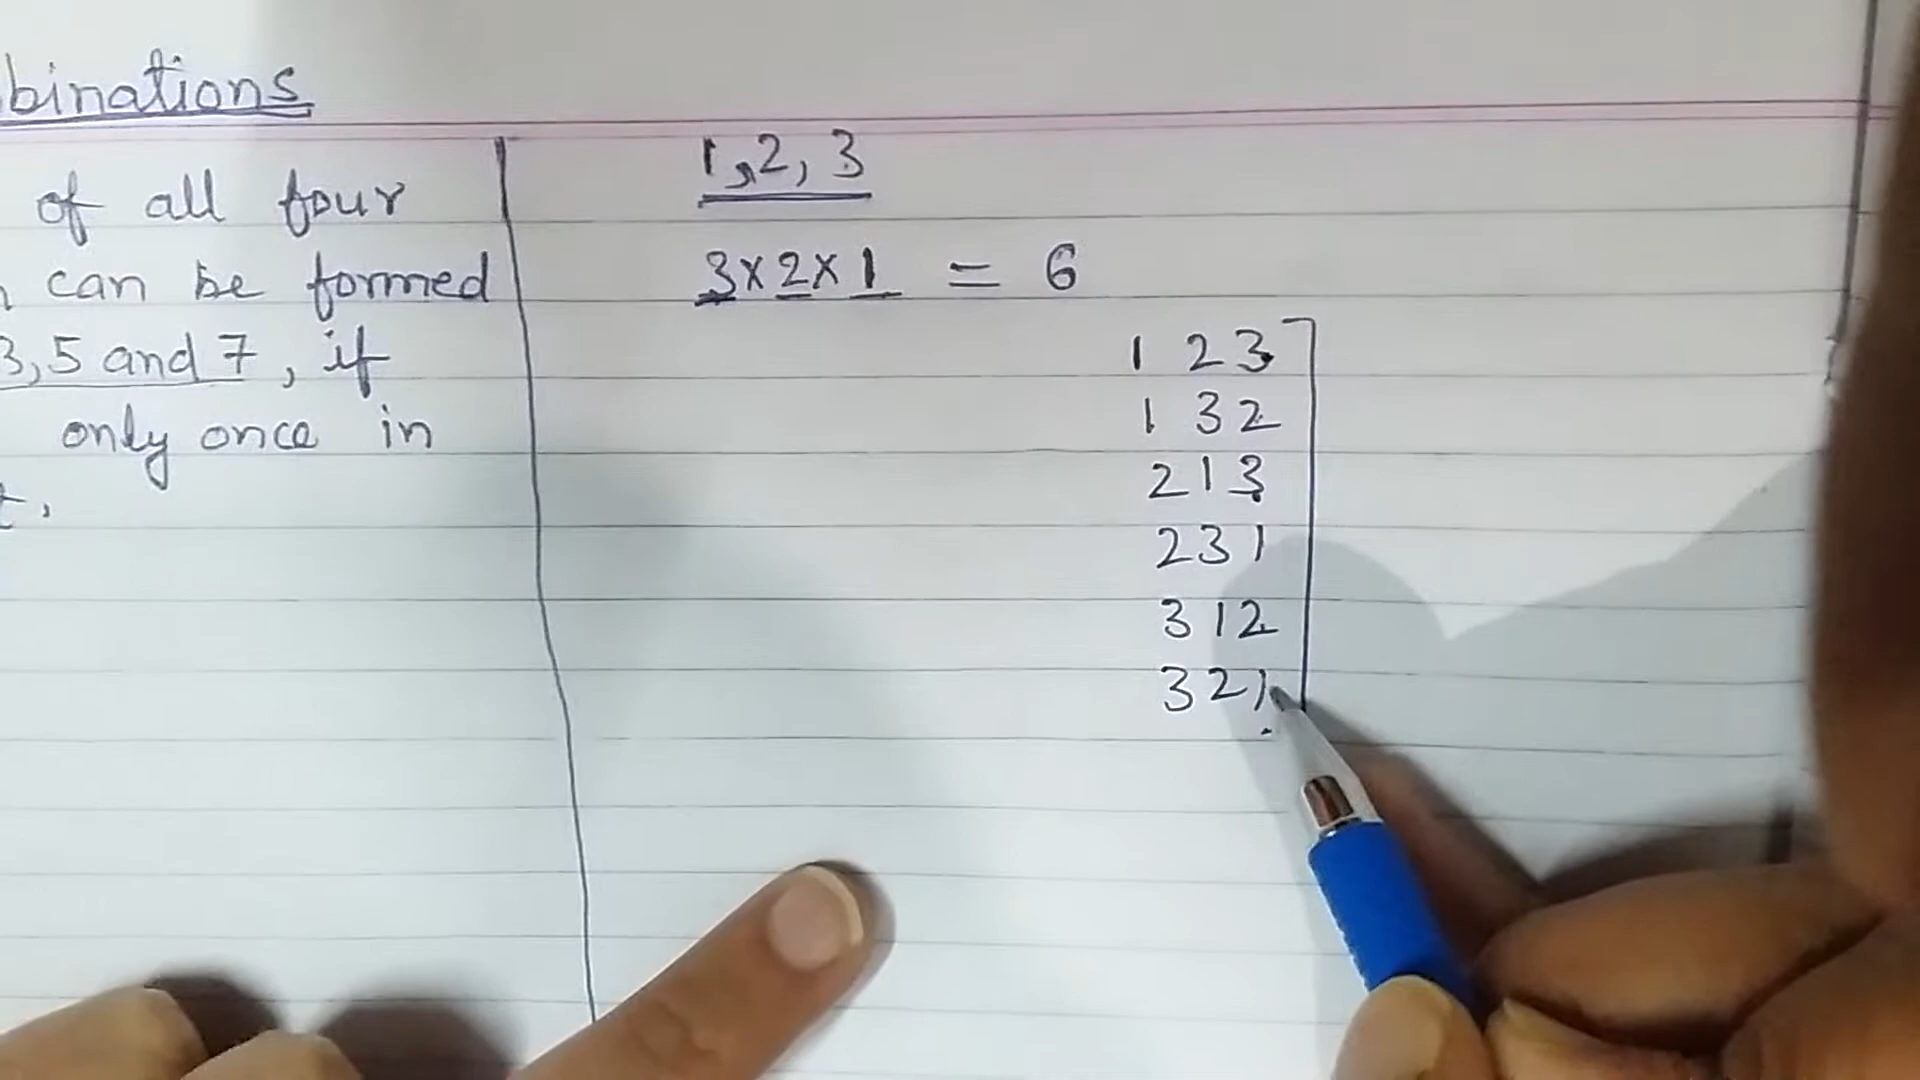 binations
of all four
can be formed
3, 5 and 7, if
only once in
1, 2, 3
3x2x1 = 6
1 2 3
1 3 2
2 1 3
2 3 1
3 1 2
3 2 1